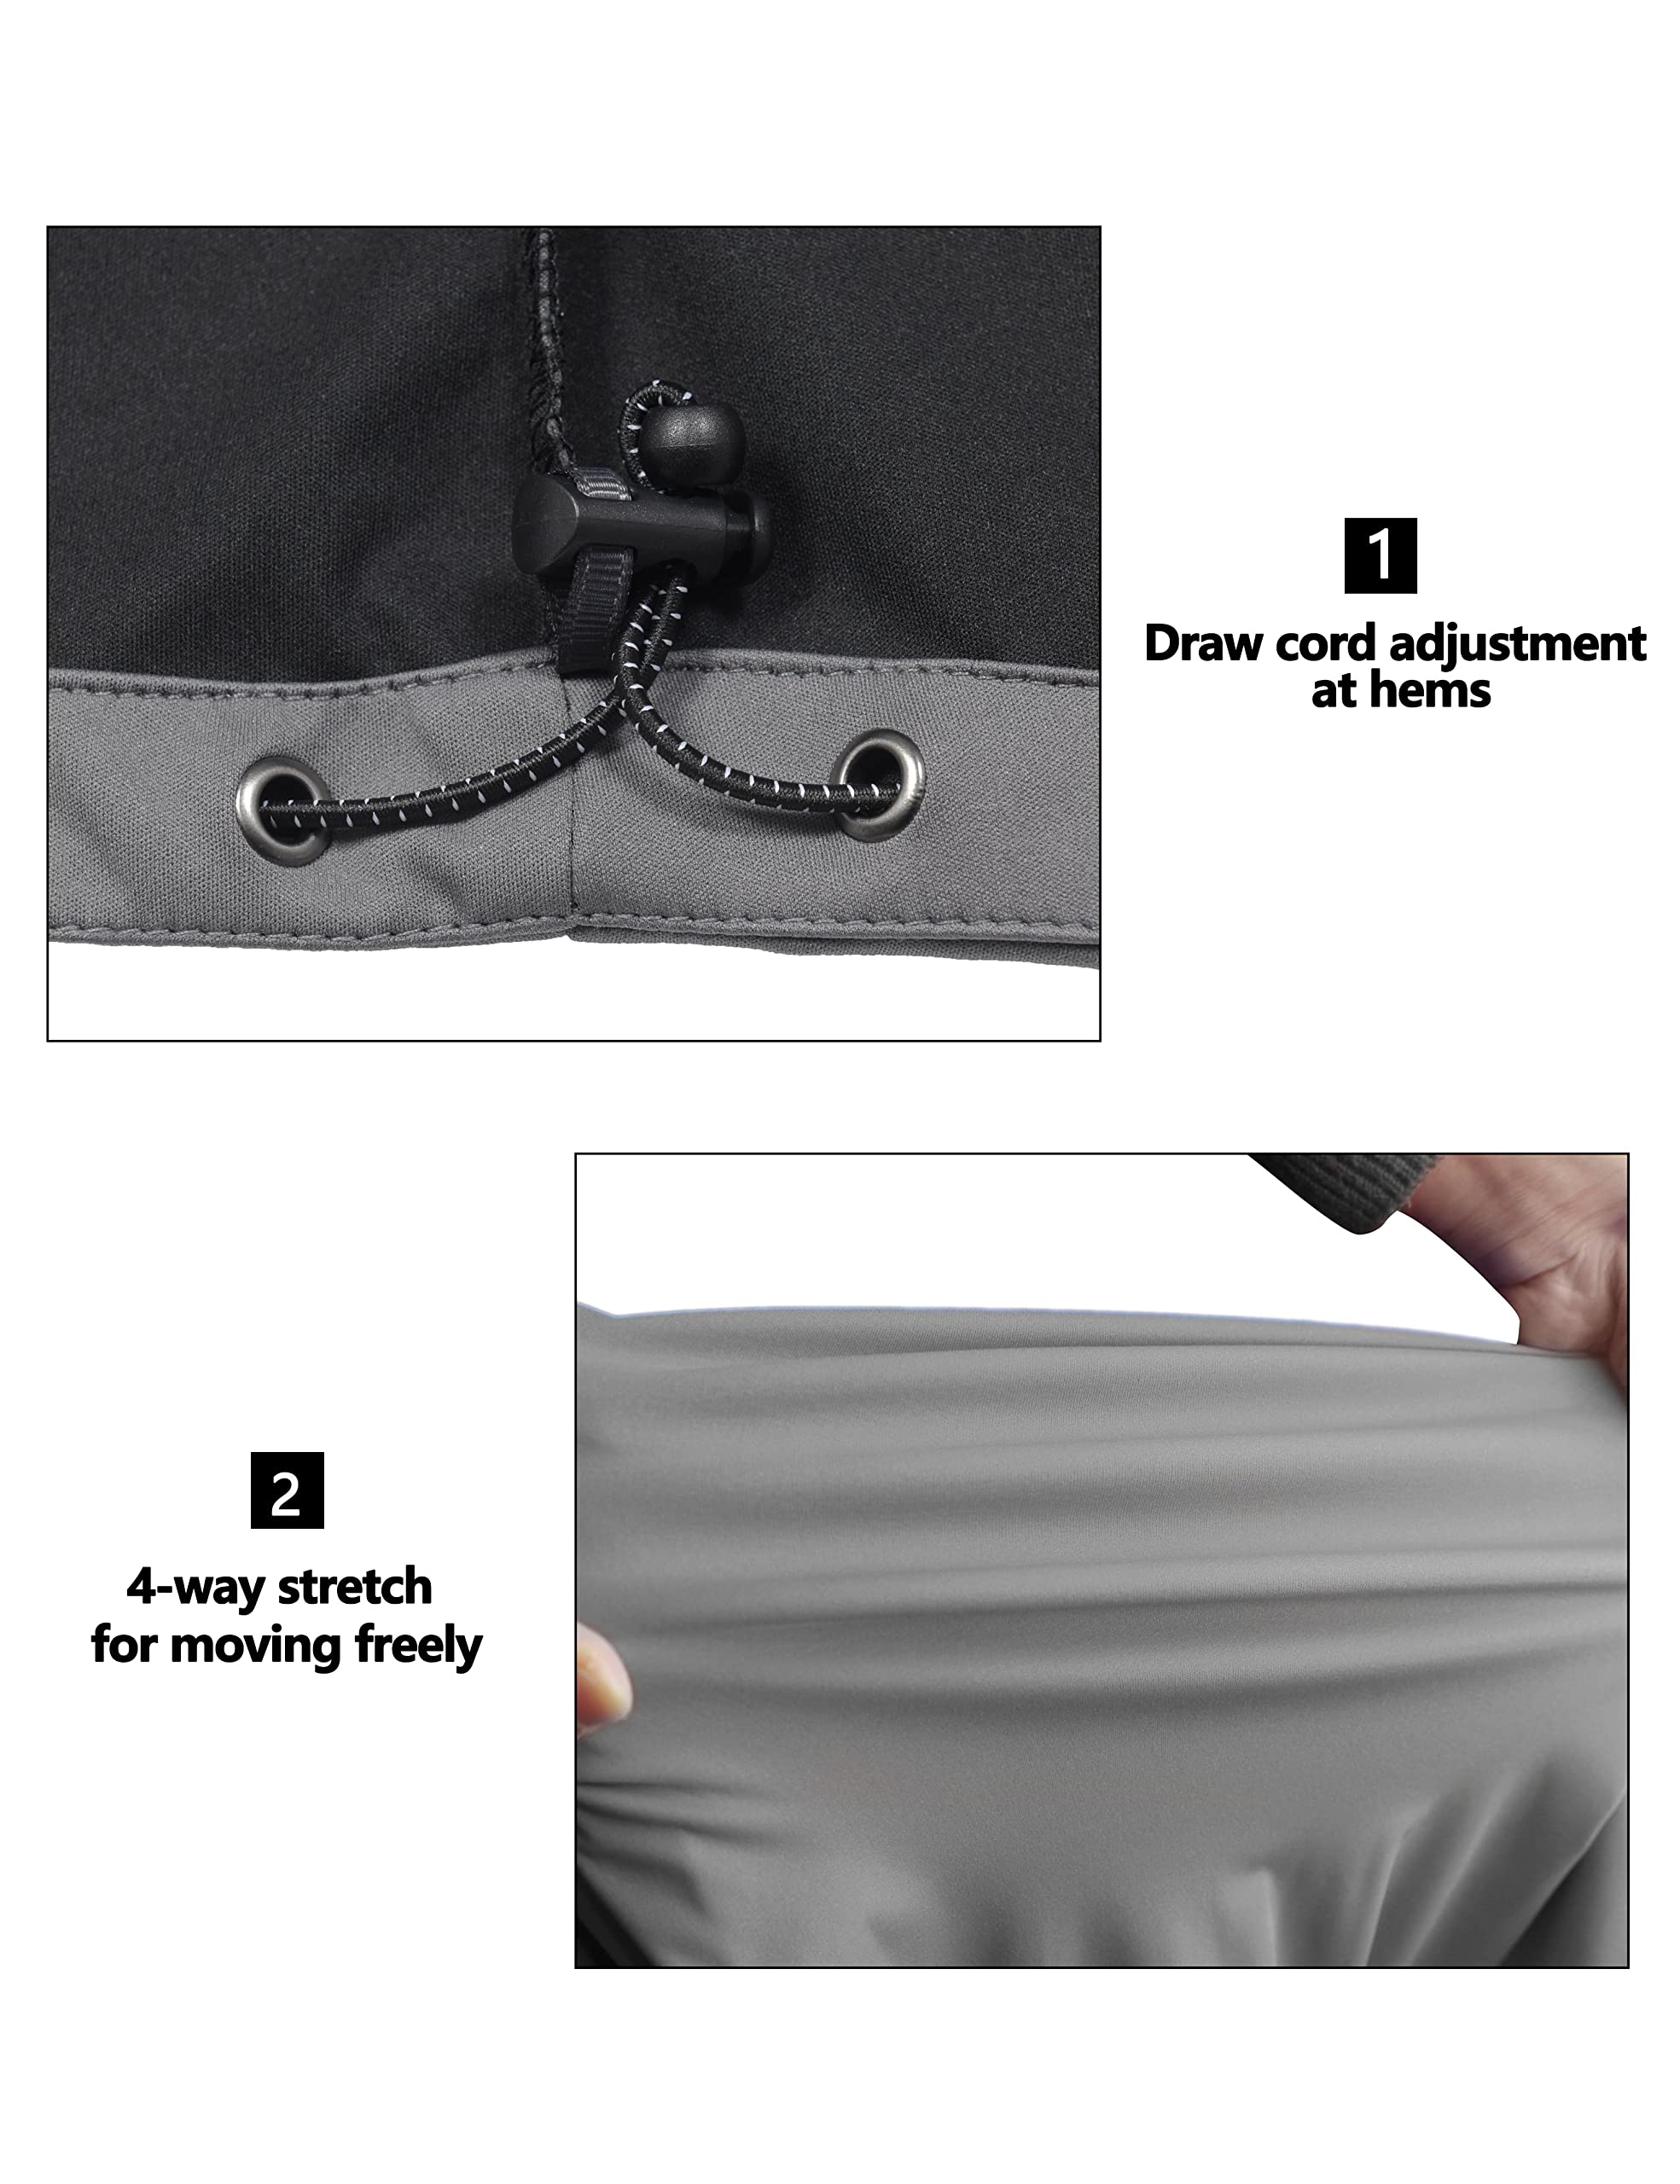 1
Draw cord adjustment
at hems
2
4-way stretch
for moving freely